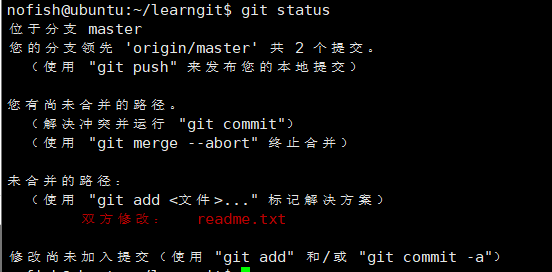 nofish@ubuntu:~/learngit$ git status
位于分支 master
您的分支领先 'origin/master' 共 2 个提交。
（使用 "git push" 来发布您的本地提交）
您有尚未合并的路径。
（解决冲突并运行 "git commit"）
（使用 "git merge --abort" 终止合并）
未合并的路径：
（使用 "git add <文件>..." 标记解决方案）
双方修改： readme.txt
修改尚未加入提交（使用 "git add" 和/或 "git commit -a"）